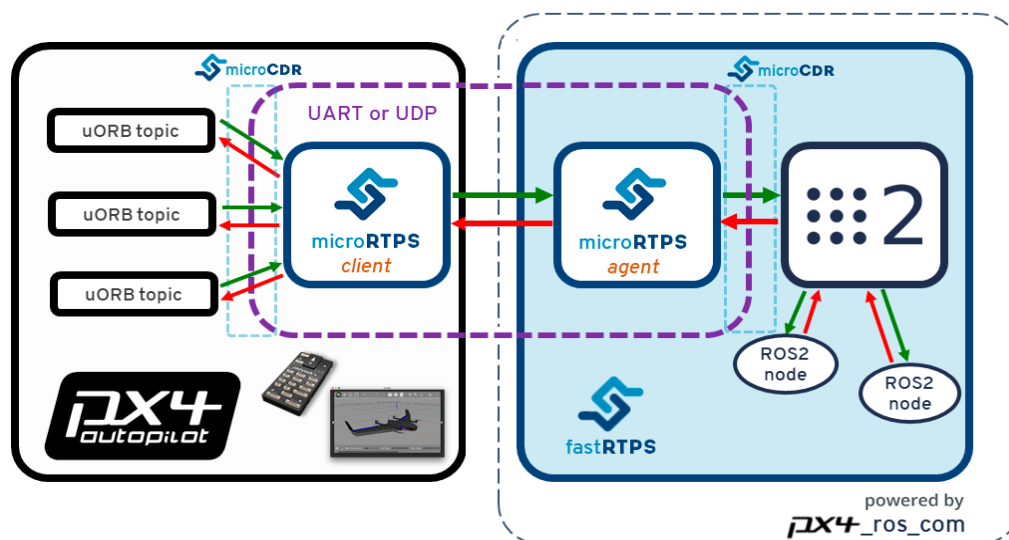 microCDR
microCDR
UART or UDP
uORB topic
uORB topic
uORB topic
microRTPS
client
microRTPS
agent
2
ROS2
node
ROS2
node
px4
autopilot
fastRTPS
powered by
px4_ros_com